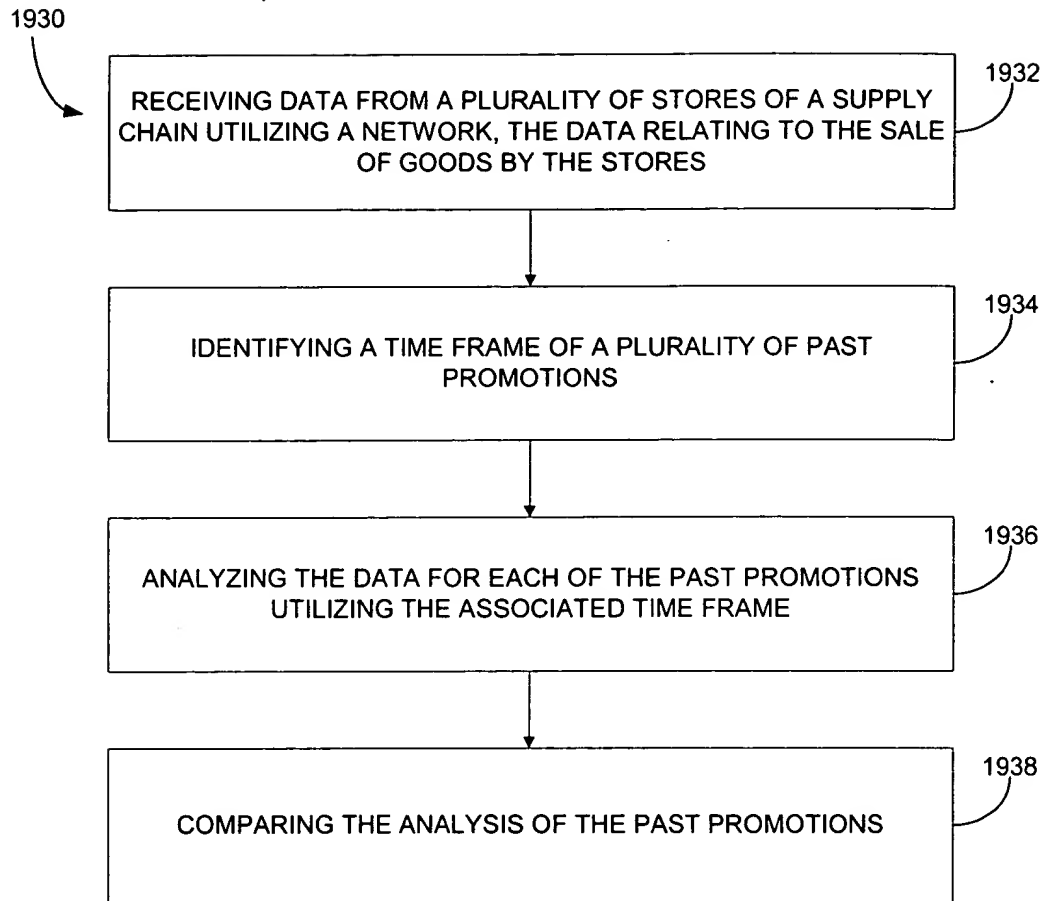 1930
1932
RECEIVING DATA FROM A PLURALITY OF STORES OF A SUPPLY
CHAIN UTILIZING A NETWORK, THE DATA RELATING TO THE SALE
OF GOODS BY THE STORES
1934
IDENTIFYING A TIME FRAME OF A PLURALITY OF PAST
PROMOTIONS
1936
ANALYZING THE DATA FOR EACH OF THE PAST PROMOTIONS
UTILIZING THE ASSOCIATED TIME FRAME
1938
COMPARING THE ANALYSIS OF THE PAST PROMOTIONS